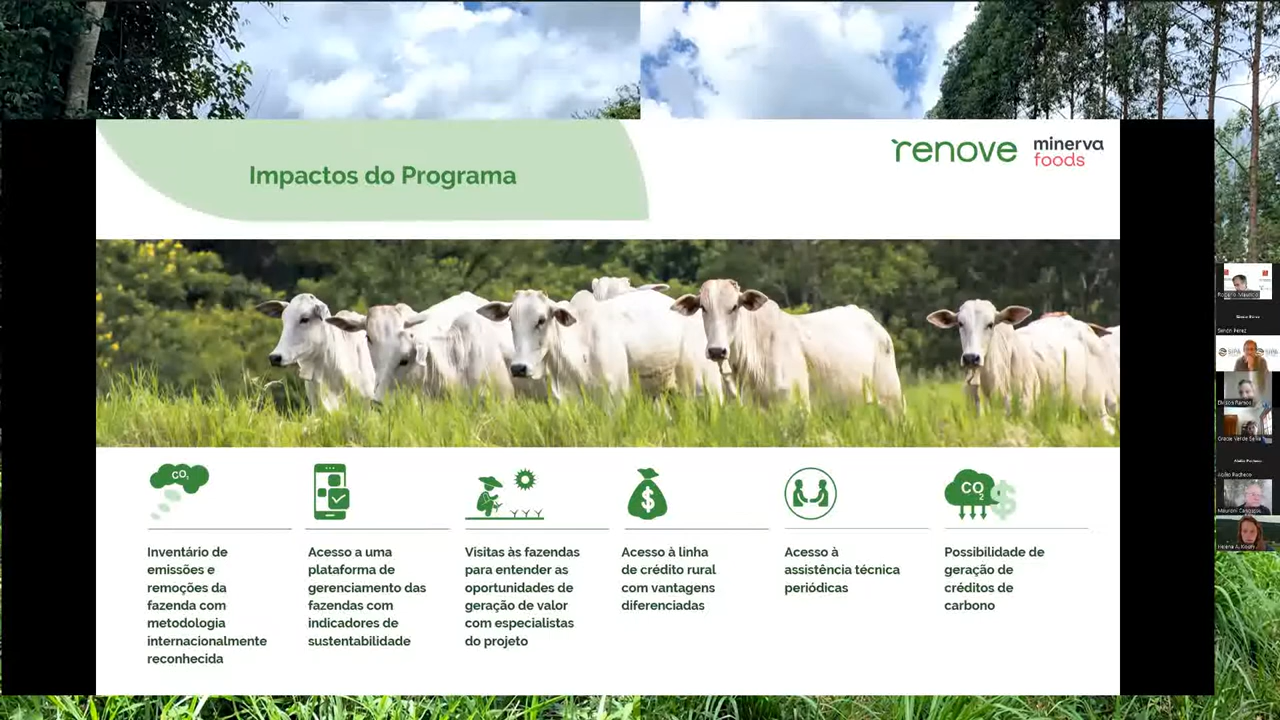 Impactos do Programa
renove
minerva
foods
CO2
Inventário de
emissões e
remoções da
fazenda com
metodologia
internacionalmente
reconhecida
Acesso a uma
plataforma de
gerenciamento das
fazendas com
indicadores de
sustentabilidade
Visitas às fazendas
para entender as
oportunidades de
geração de valor
com especialistas
do projeto
$
Acesso à linha
de crédito rural
com vantagens
diferenciadas
Acesso à
assistência técnica
periódicas
CO2 $
Possibilidade de
geração de
créditos de
carbono
Simón Pérez